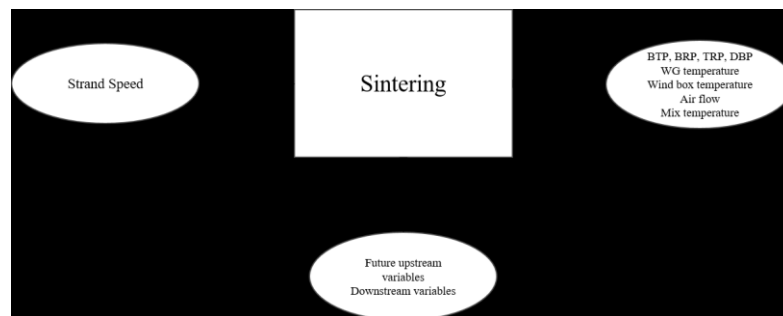 Strand Speed
Sintering
BTP, BRP, TRP, DBP
WG temperature
Wind box temperature
Air flow
Mix temperature
Future upstream
variables
Downstream variables